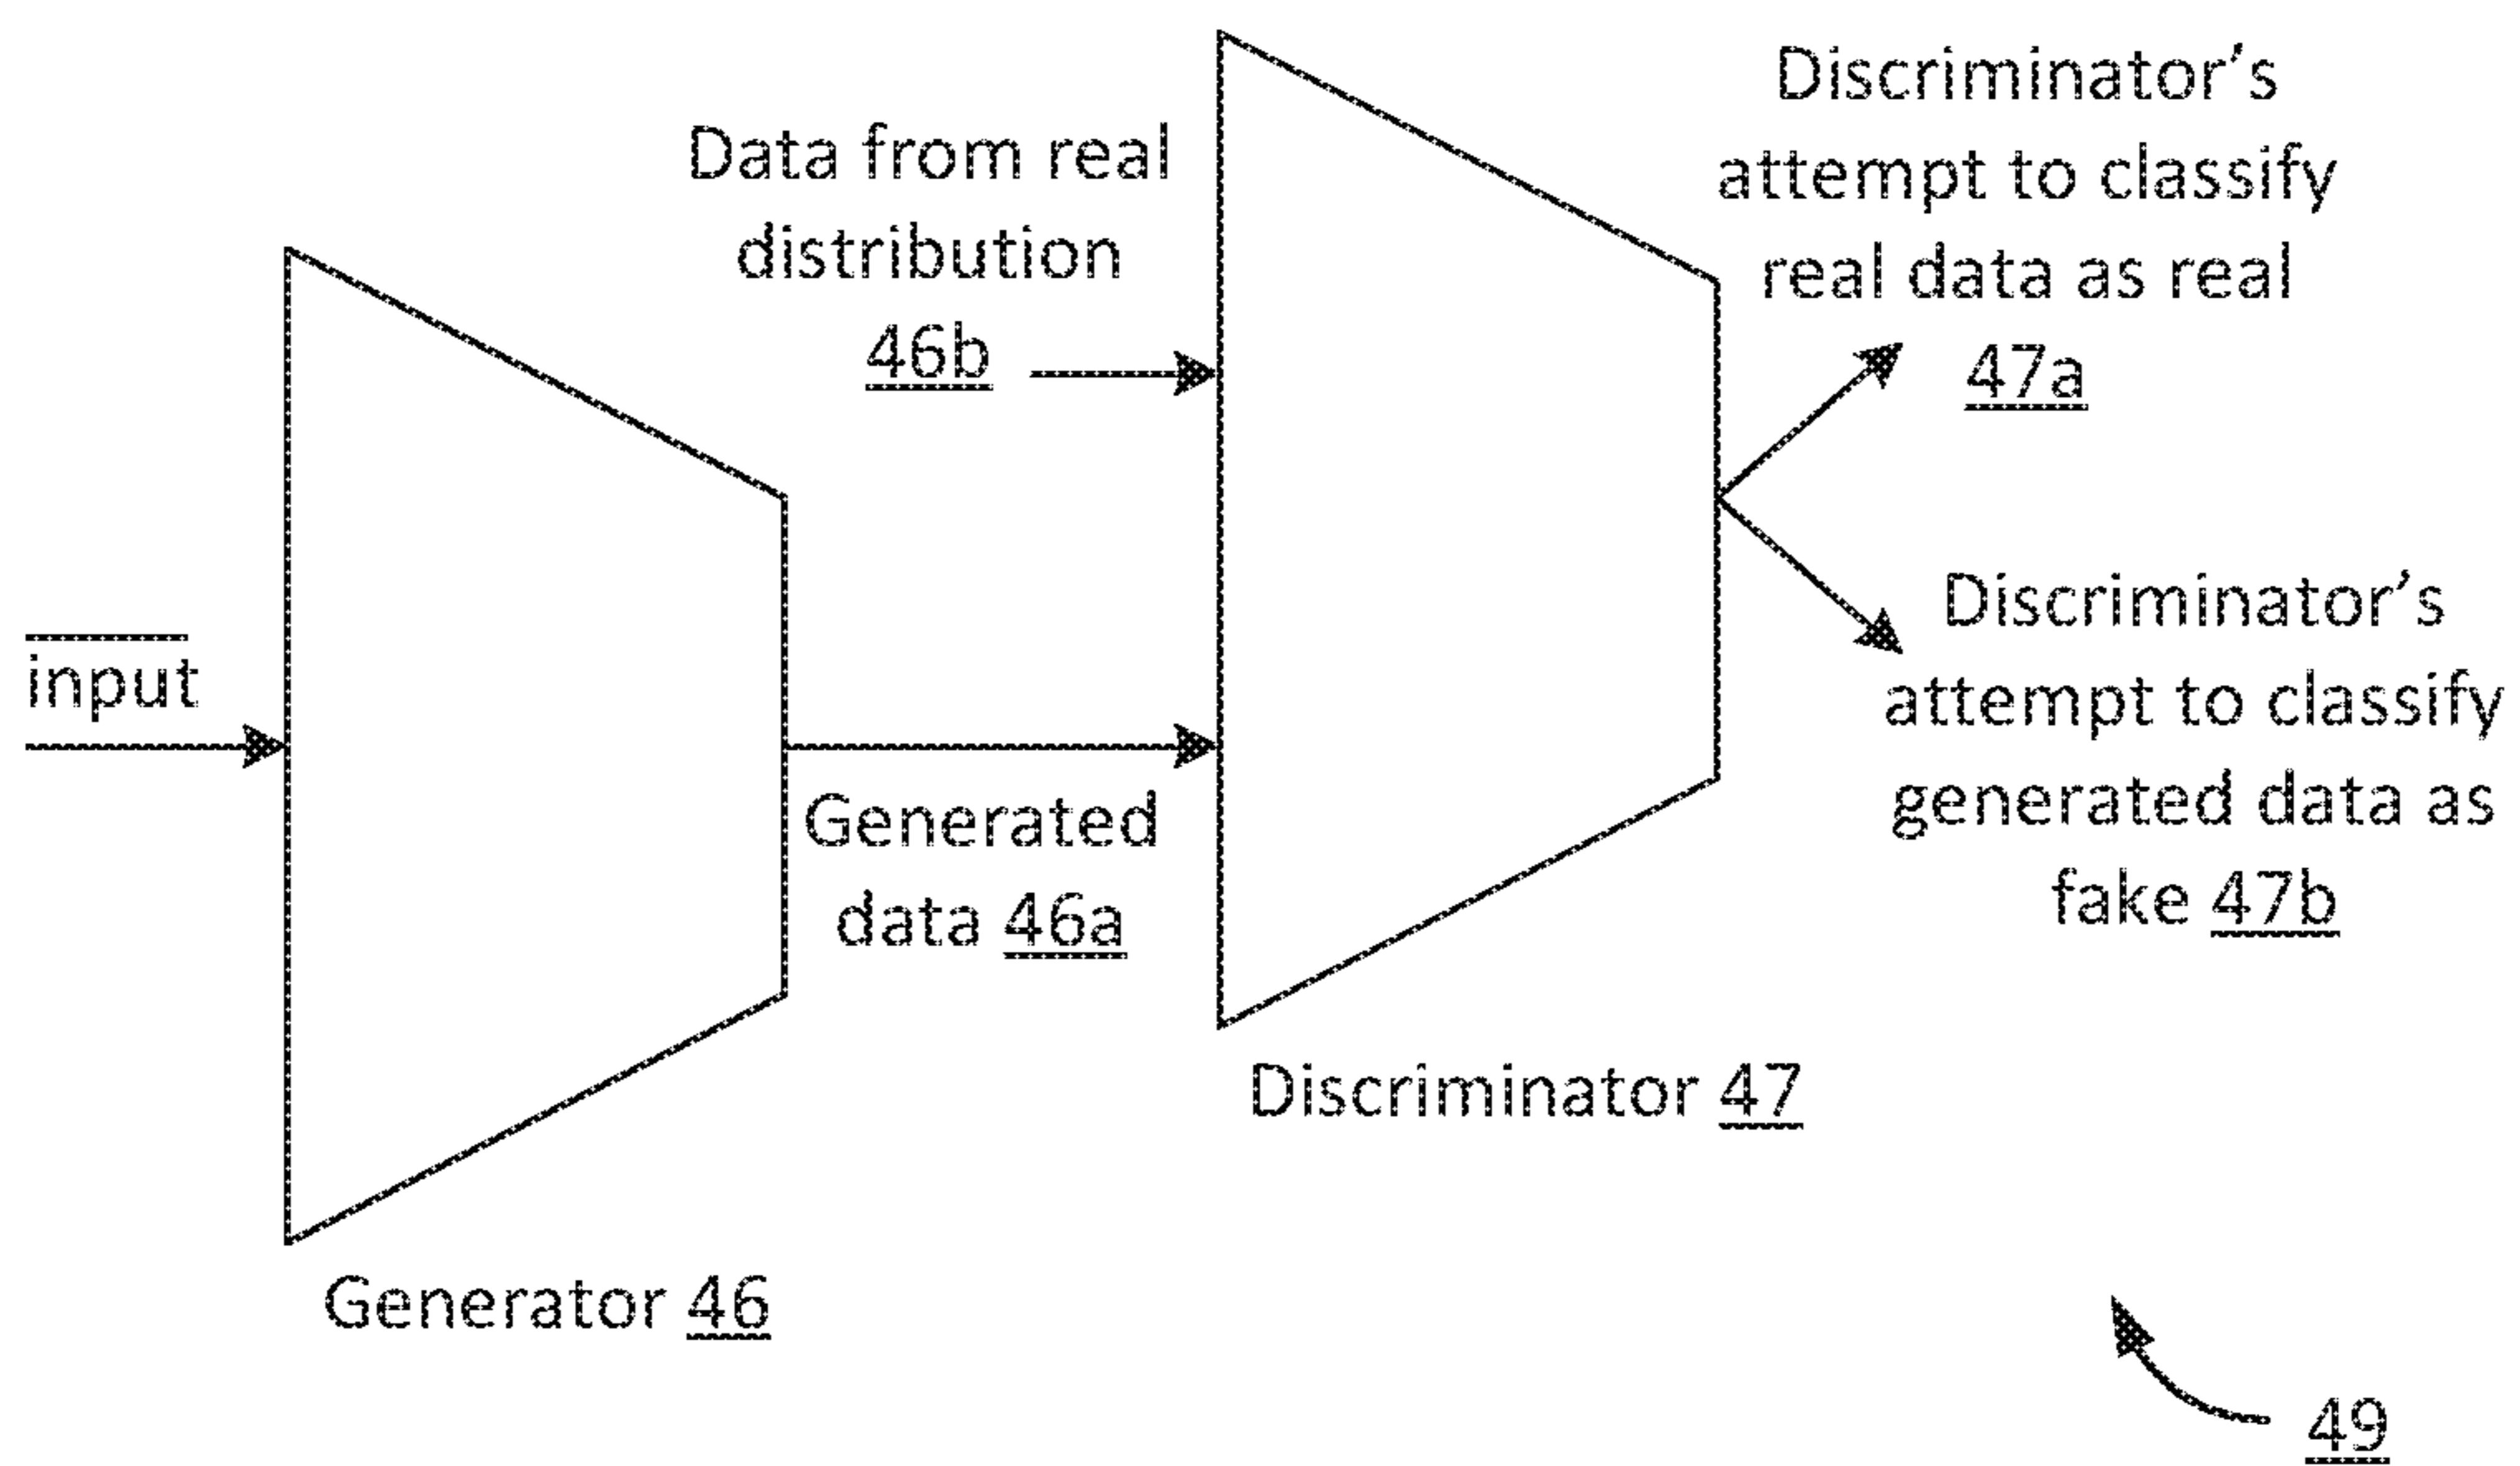 input
Generator 46
Data from real
distribution
46b
Generated
data 46a
Discriminator 47
Discriminator’s
attempt to classify
real data as real
47a
Discriminator’s
attempt to classify
generated data as
fake 47b
49